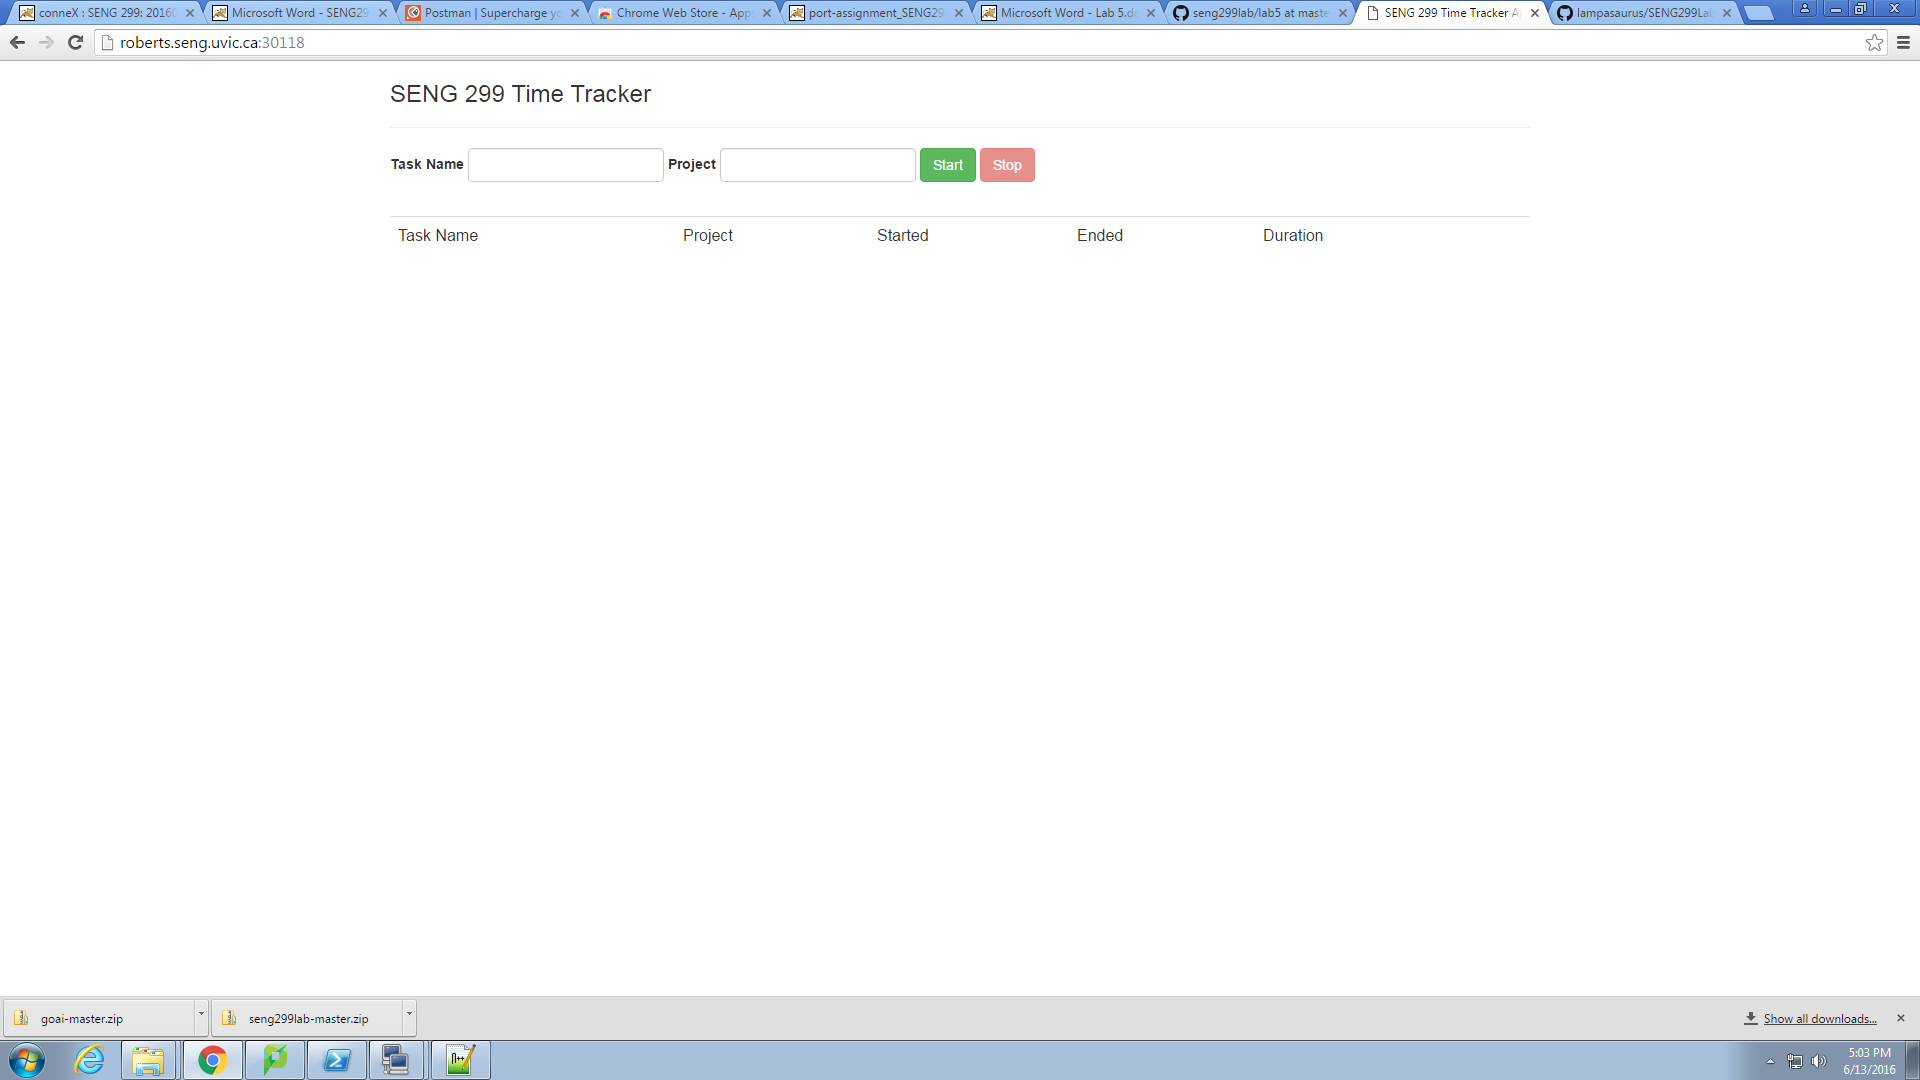 conneX : SENG 299: 2016
Microsoft Word - SENG29
Postman | Supercharge yo
Chrome Web Store - Apps
port-assignment_SENG29
Microsoft Word - Lab 5.do
seng299lab/lab5 at maste
SENG 299 Time Tracker A
lampasaurus/SENG299Lab
roberts.seng.uvic.ca:30118
SENG 299 Time Tracker
Task Name Project Start Stop
Task Name Project Started Ended Duration
goai-master.zip seng299lab-master.zip Show all downloads...
5:03 PM
6/13/2016